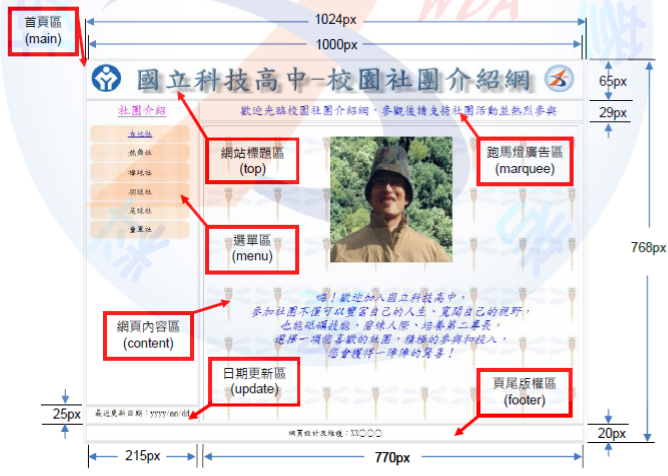 首頁區
(main)
1024px
1000px
國立科技高中-校園社團介紹網
65px
社團介紹
歡迎光臨校園社團介紹網，參觀後請支持社團活動並熱烈參與
29px
吉他社
熱舞社
棒球社
羽球社
足球社
童軍社
網站標題區
(top)
跑馬燈廣告區
(marquee)
選單區
(menu)
768px
網頁內容區
(content)
嗨！歡迎加入國立科技高中。
參加社團不僅可以豐富自己的人生、寬闊自己的視野，
也能砥礪技能、磨練人際、培養第二專長。
選擇一項您喜歡的社團，積極的參與和投入，
您會獲得一陣陣的驚喜！
日期更新區
(update)
頁尾版權區
(footer)
25px
最近更新日期：yyyy/mm/dd
網頁設計及維護：XX〇〇〇
20px
215px
770px
WDA